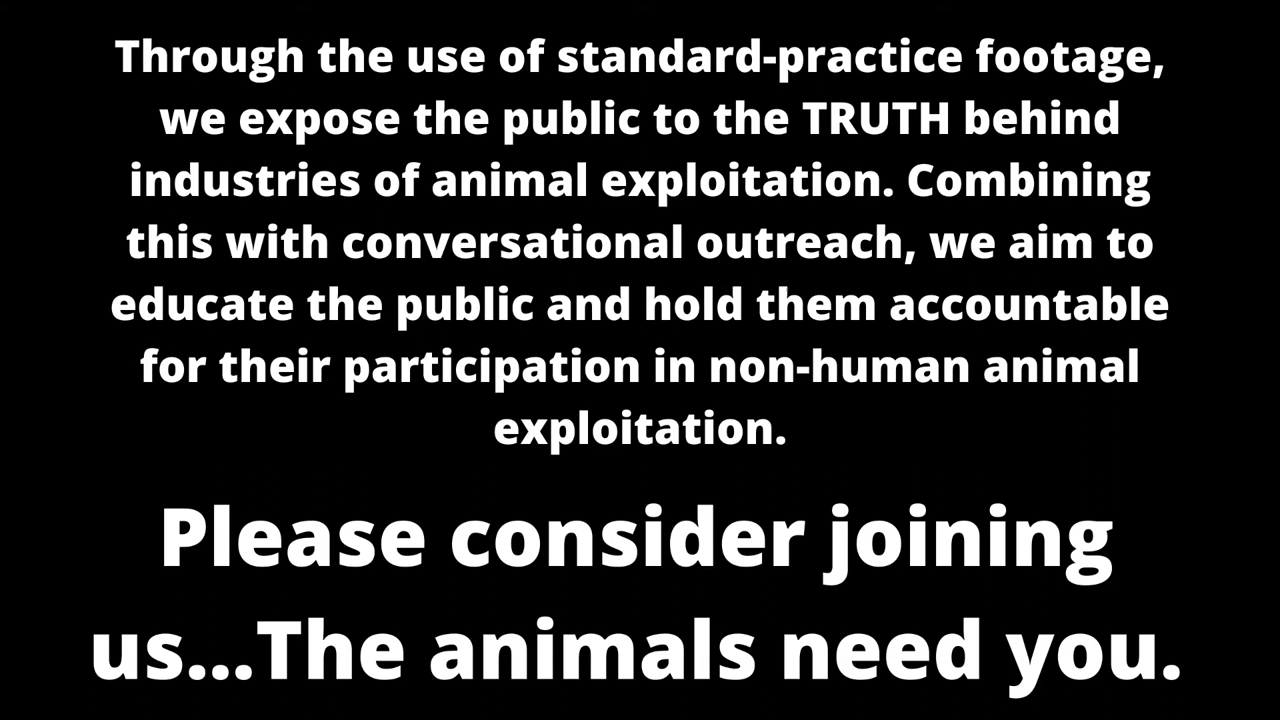 Through the use of standard-practice footage,
we expose the public to the TRUTH behind
industries of animal exploitation. Combining
this with conversational outreach, we aim to
educate the public and hold them accountable
for their participation in non-human animal
exploitation.
Please consider joining
us...The animals need you.